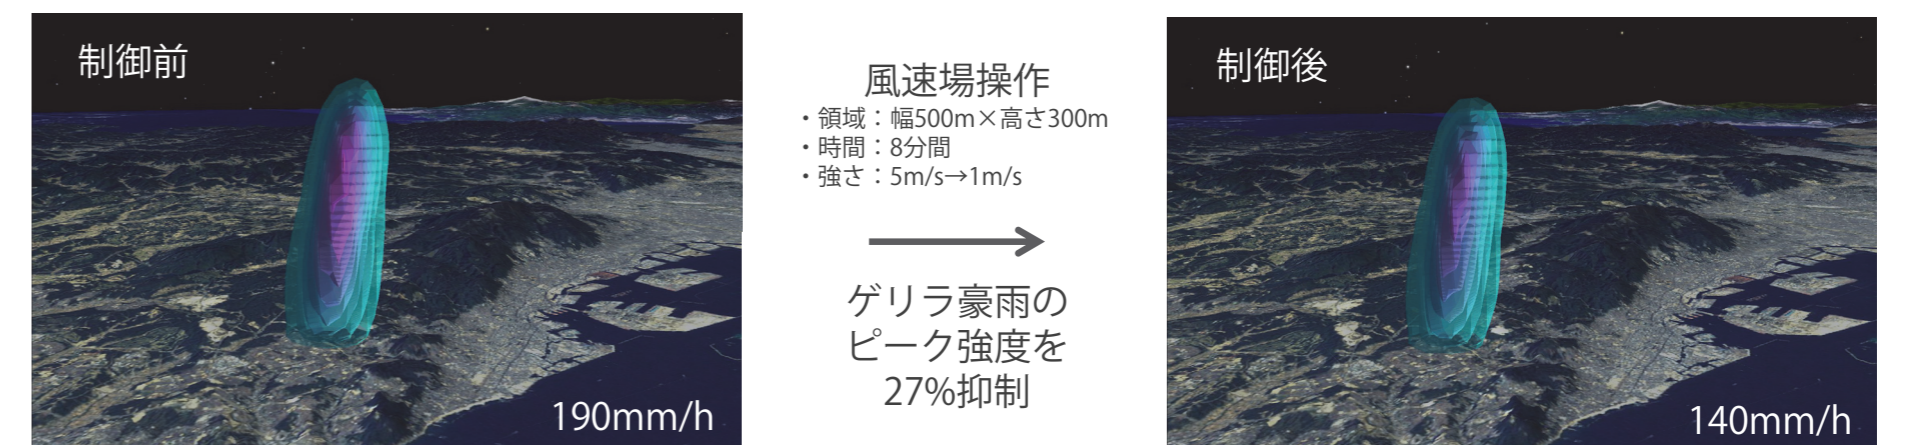 制御前
190mm/h
風速場操作
・領域：幅500m×高さ300m
・時間：8分間
・強さ：5m/s→1m/s
ゲリラ豪雨の
ピーク強度を
27%抑制
制御後
140mm/h